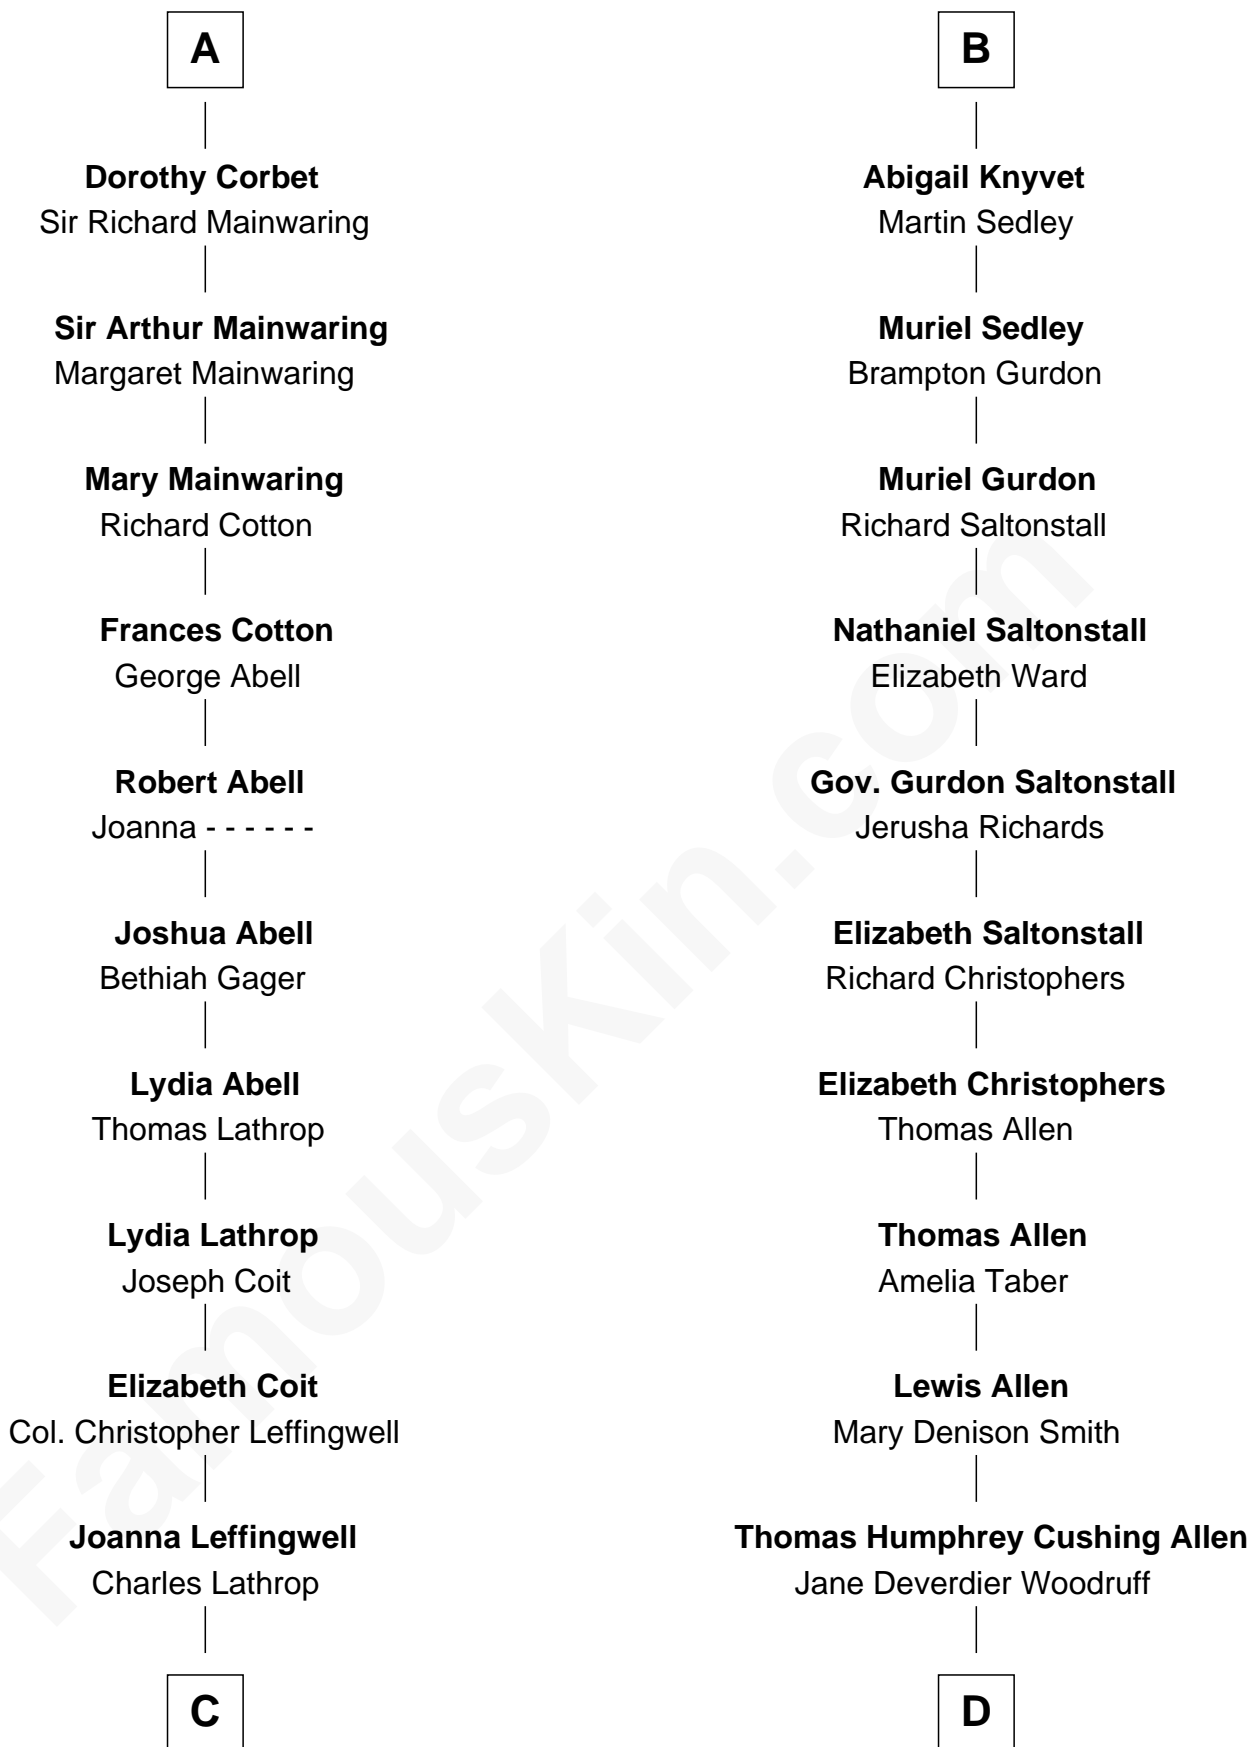 A
Dorothy Corbet
Sir Richard Mainwaring
Sir Arthur Mainwaring
Margaret Mainwaring
Mary Mainwaring
Richard Cotton
Frances Cotton
George Abell
Robert Abell
Joanna - - - - - -
Joshua Abell
Bethiah Gager
Lydia Abell
Thomas Lathrop
Lydia Lathrop
Joseph Coit
Elizabeth Coit
Col. Christopher Leffingwell
Joanna Leffingwell
Charles Lathrop
C
B
Abigail Knyvet
Martin Sedley
Muriel Sedley
Brampton Gurdon
Muriel Gurdon
Richard Saltonstall
Nathaniel Saltonstall
Elizabeth Ward
Gov. Gurdon Saltonstall
Jerusha Richards
Elizabeth Saltonstall
Richard Christophers
Elizabeth Christophers
Thomas Allen
Thomas Allen
Amelia Taber
Lewis Allen
Mary Denison Smith
Thomas Humphrey Cushing Allen
Jane Deverdier Woodruff
D
FamousKin.com